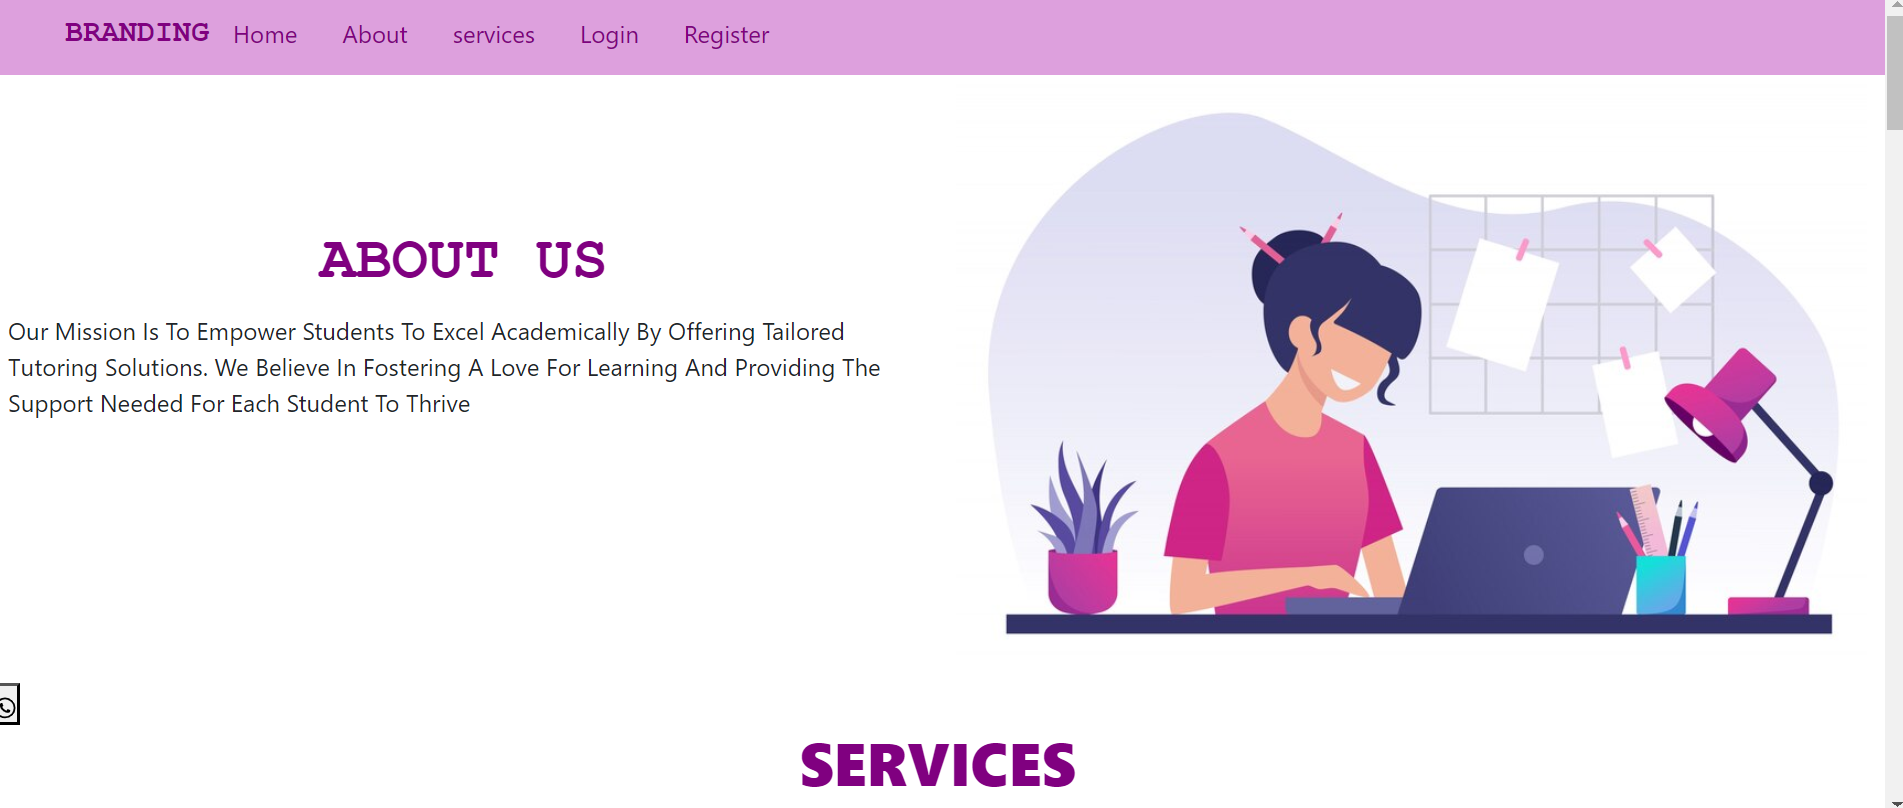 BRANDING Home About services Login Register
ABOUT US
Our Mission Is To Empower Students To Excel Academically By Offering Tailored
Tutoring Solutions. We Believe In Fostering A Love For Learning And Providing The
Support Needed For Each Student To Thrive
SERVICES